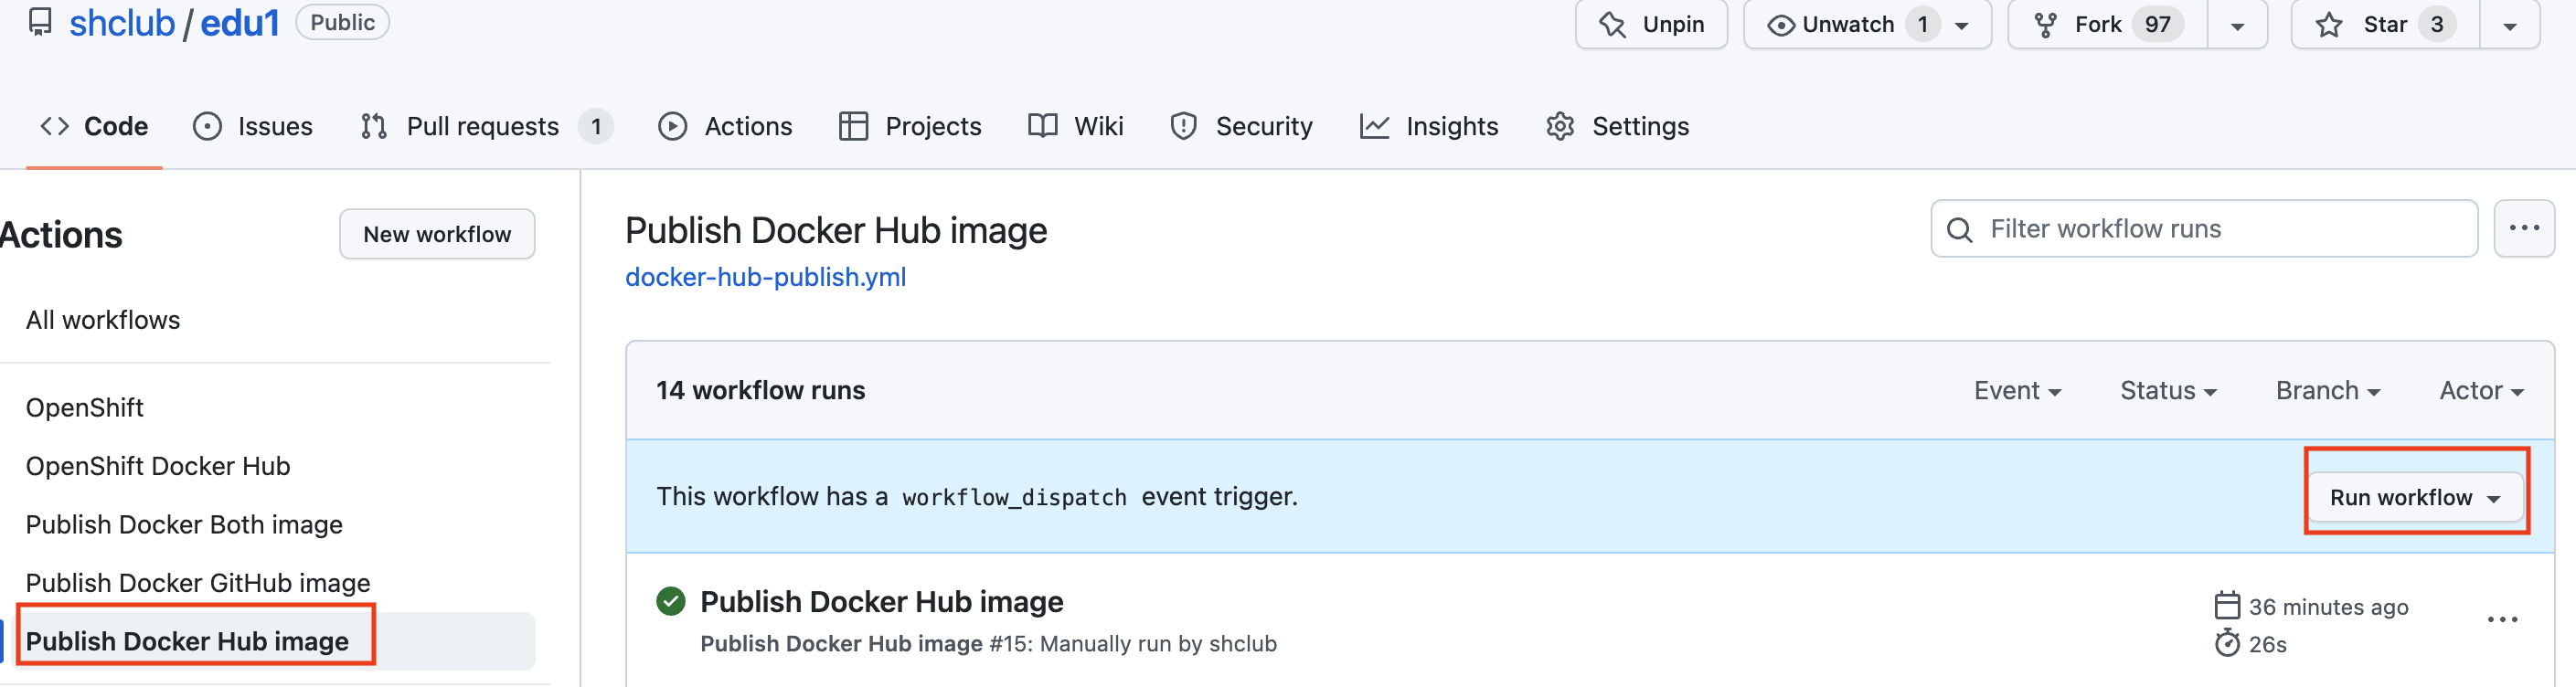 shclub / edu1 Public Unpin Unwatch 1 Fork 97 Star 3
Code Issues Pull requests 1 Actions Projects Wiki Security Insights Settings
Actions New workflow
All workflows
OpenShift
OpenShift Docker Hub
Publish Docker Both image
Publish Docker GitHub image
Publish Docker Hub image
Publish Docker Hub image
docker-hub-publish.yml
Filter workflow runs
14 workflow runs Event Status Branch Actor
This workflow has a workflow_dispatch event trigger. Run workflow
Publish Docker Hub image
Publish Docker Hub image #15: Manually run by shclub
36 minutes ago
26s